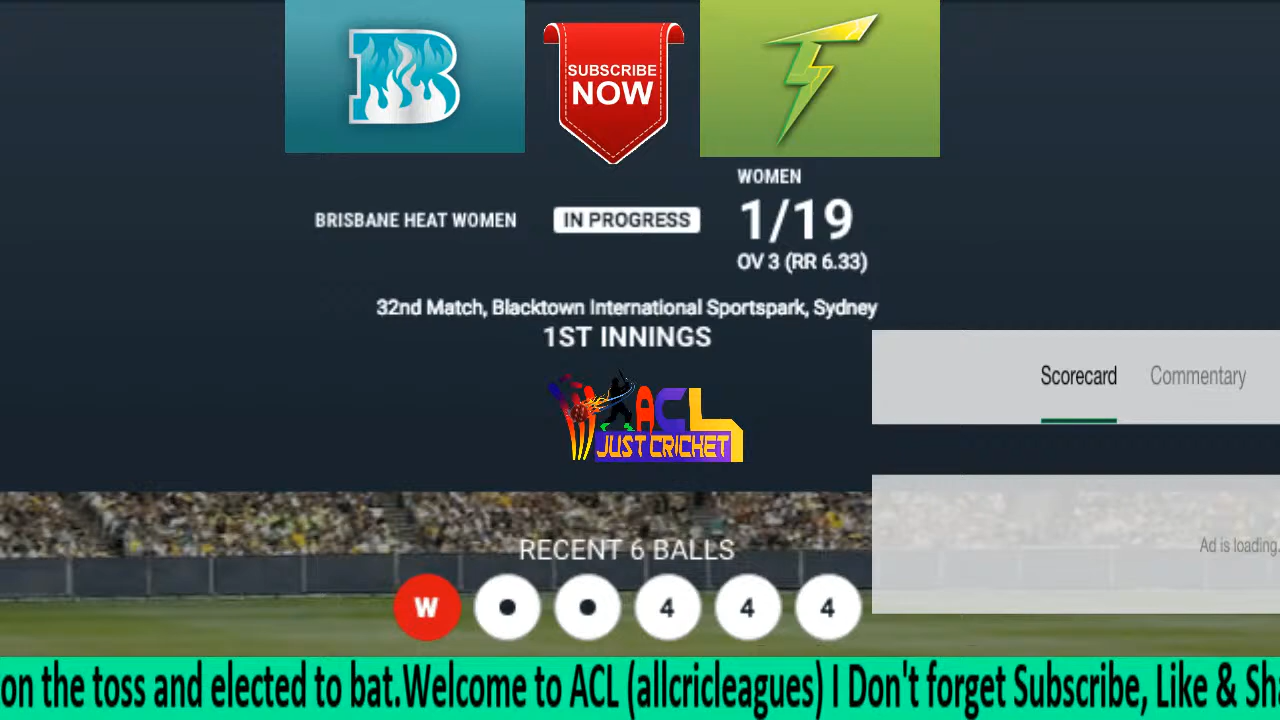 SUBSCRIBE
NOW
WOMEN
BRISBANE HEAT WOMEN
IN PROGRESS
1/19
OV 3 (RR 6.33)
32nd Match, Blacktown International Sportspark, Sydney
1ST INNINGS
Scorecard Commentary
ACL
JUST CRICKET
Ad is loading.
RECENT 6 BALLS
W • • 4 4 4
on the toss and elected to bat.Welcome to ACL (allcricleagues) I Don't forget Subscribe, Like & Sh